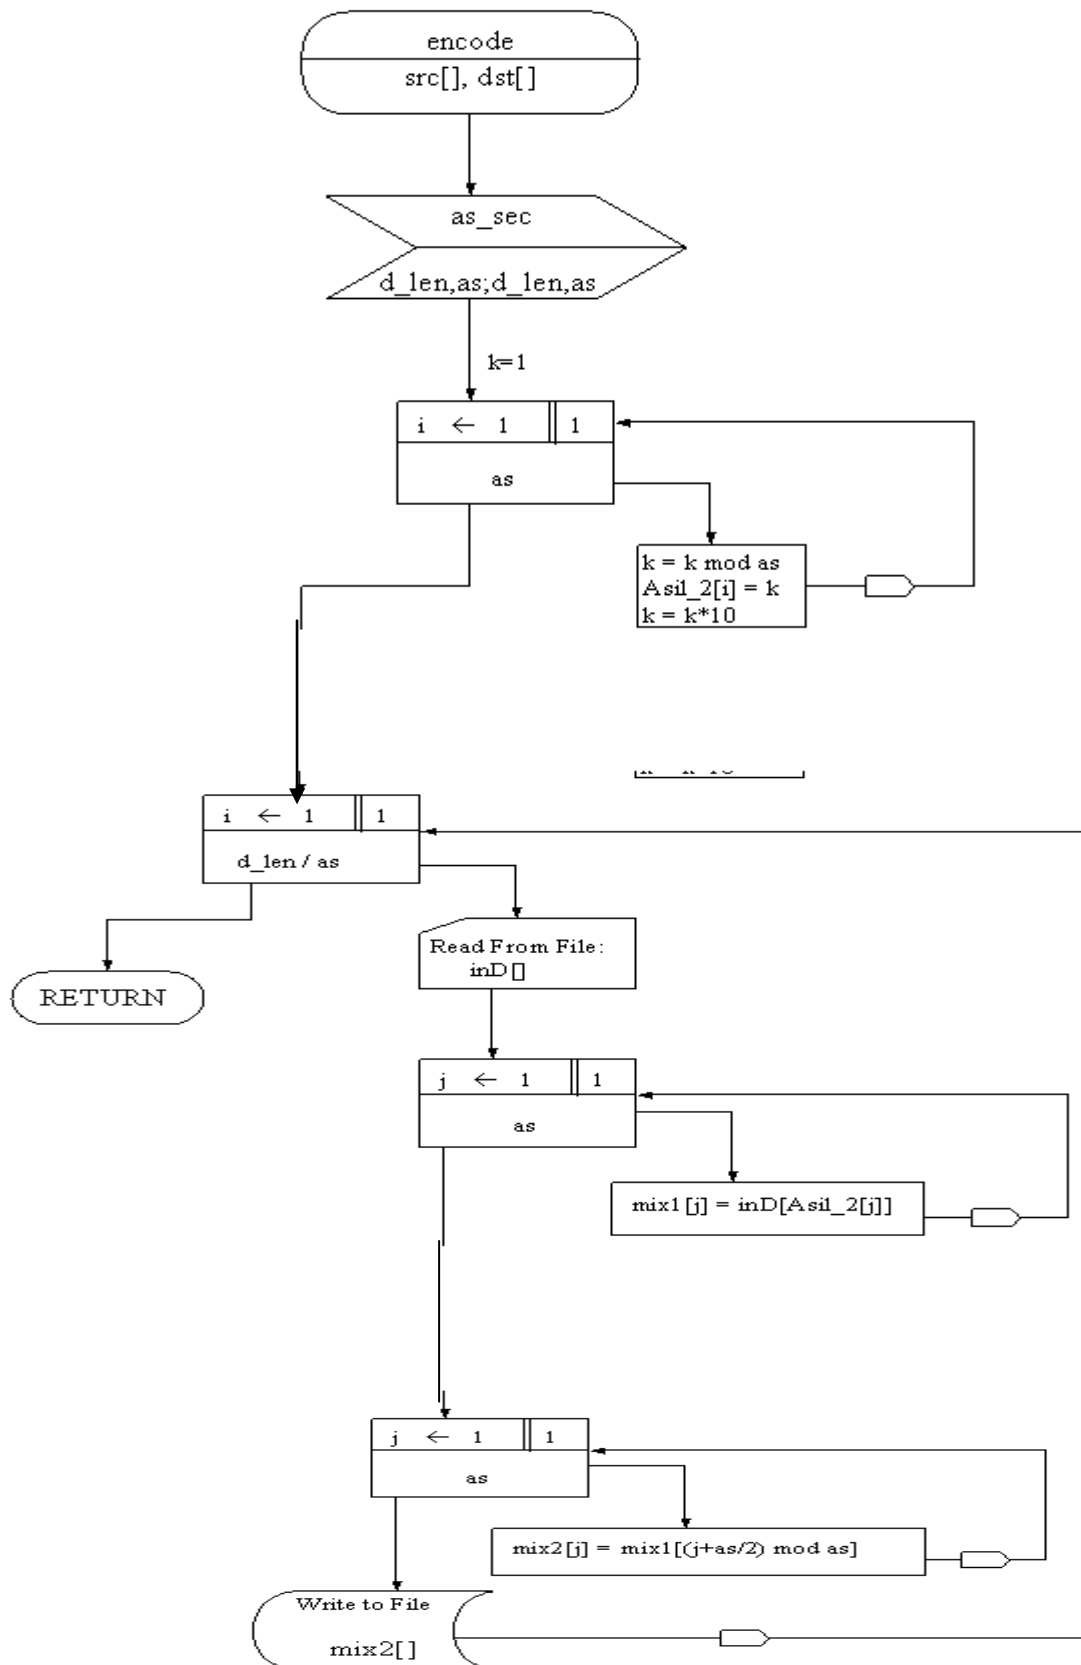 encode
src[], dst[]
as_sec
d_len,as;d_len,as
k=1
i ← 1 1
as
k = k mod as
Asil_2[i] = k
k = k*10
i ← 1 1
d_len / as
Read From File:
inD[]
RETURN
j ← 1 1
as
mix1[j] = inD[Asil_2[j]]
j ← 1 1
as
mix2[j] = mix1[(j+as/2) mod as]
Write to File
mix2[]